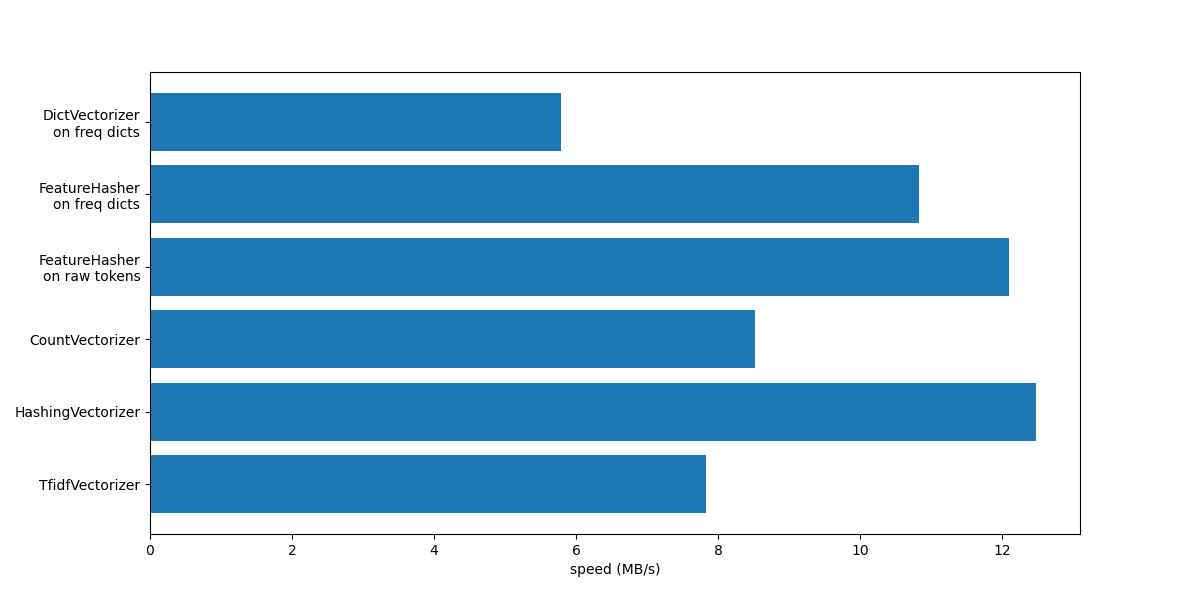 DictVectorizer
on freq dicts
FeatureHasher
on freq dicts
FeatureHasher
on raw tokens
CountVectorizer
HashingVectorizer
TfidfVectorizer
0 2 4 6 8 10 12
speed (MB/s)